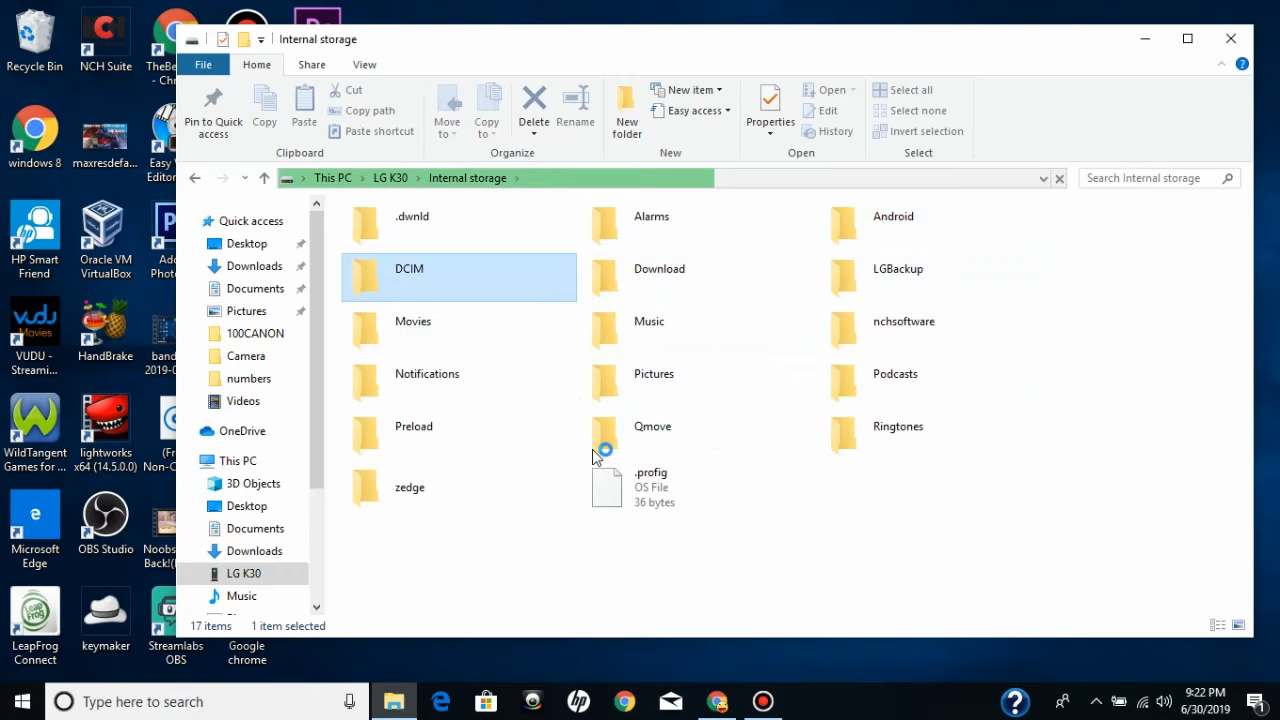 Internal storage
File
Home
Share
View
Pin to Quick
access
Copy
Paste
Cut
Copy path
Paste shortcut
Clipboard
Move
to
Copy
to
Delete
Rename
Organize
New
folder
New item
Easy access
New
Properties
Open
Edit
History
Open
Select all
Select none
Invert selection
Select
This PC
LG K30
Internal storage
Search Internal storage
Quick access
Desktop
Downloads
Documents
Pictures
100CANON
Camera
numbers
Videos
OneDrive
This PC
3D Objects
Desktop
Documents
Downloads
LG K30
Music
.dwnld
Alarms
Android
DCIM
Download
LGBackup
Movies
Music
nchsoftware
Notifications
Pictures
Podcasts
Preload
Qmove
Ringtones
zedge
.profig
OS File
36 bytes
17 items
1 item selected
Recycle Bin
NCH Suite
TheBe...
- Chr...
windows 8
maxresdefa...
Easy W
Editor
HP Smart
Friend
Oracle VM
VirtualBox
Adob
Photo
VUDU -
Streami...
HandBrake
band
2019-0
WildTangent
Games for ...
lightworks
x64 (14.5.0.0)
(Fr
Non-C
Microsoft
Edge
OBS Studio
Noobs
Back!(
LeapFrog
Connect
keymaker
Streamlabs
OBS
Google
chrome
Type here to search
9:22 PM
6/30/2019